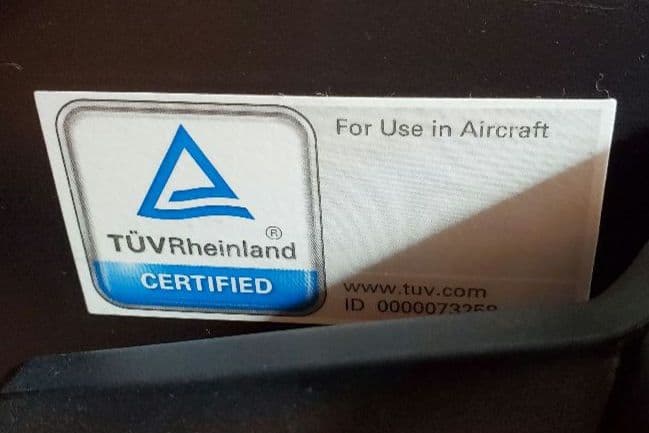 For Use in Aircraft
TÜVRheinland®
CERTIFIED
www.tuv.com
ID